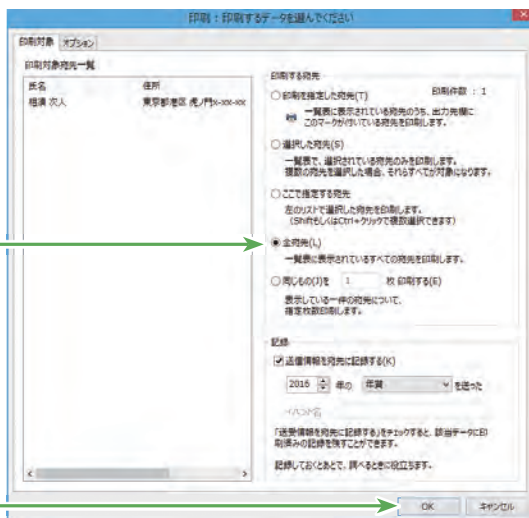 印刷：印刷するデータを選んでください
印刷対象 オプション
印刷対象宛先一覧
氏名 住所
相須 次人 東京都港区 虎ノ門x-xx-xx
印刷する宛先
印刷を指定した宛先(T) 印刷件数：1
一覧表に表示されている宛先のうち、出力先欄に
このマークが付いている宛先を印刷します。
選択した宛先(S)
一覧表で、選択されている宛先のみを印刷します。
複数の宛先を選択した場合、それらすべてが対象になります。
ここで指定する宛先
左のリストで選択した宛先を印刷します。
(ShiftもしくはCtrl+クリックで複数選択できます)
全宛先(L)
一覧表に表示されているすべての宛先を印刷します。
同じもの(J)を 1 枚 印刷する(E)
表示している一件の宛先について、
指定枚数印刷します。
記録
送信情報を宛先に記録する(K)
2016 年の 年賀 を送った
イベント名
「送受情報を宛先に記録する」をチェックすると、該当データに印
刷済みの記録を残すことができます。
記録しておくとあとで、調べるときに役立ちます。
OK キャンセル